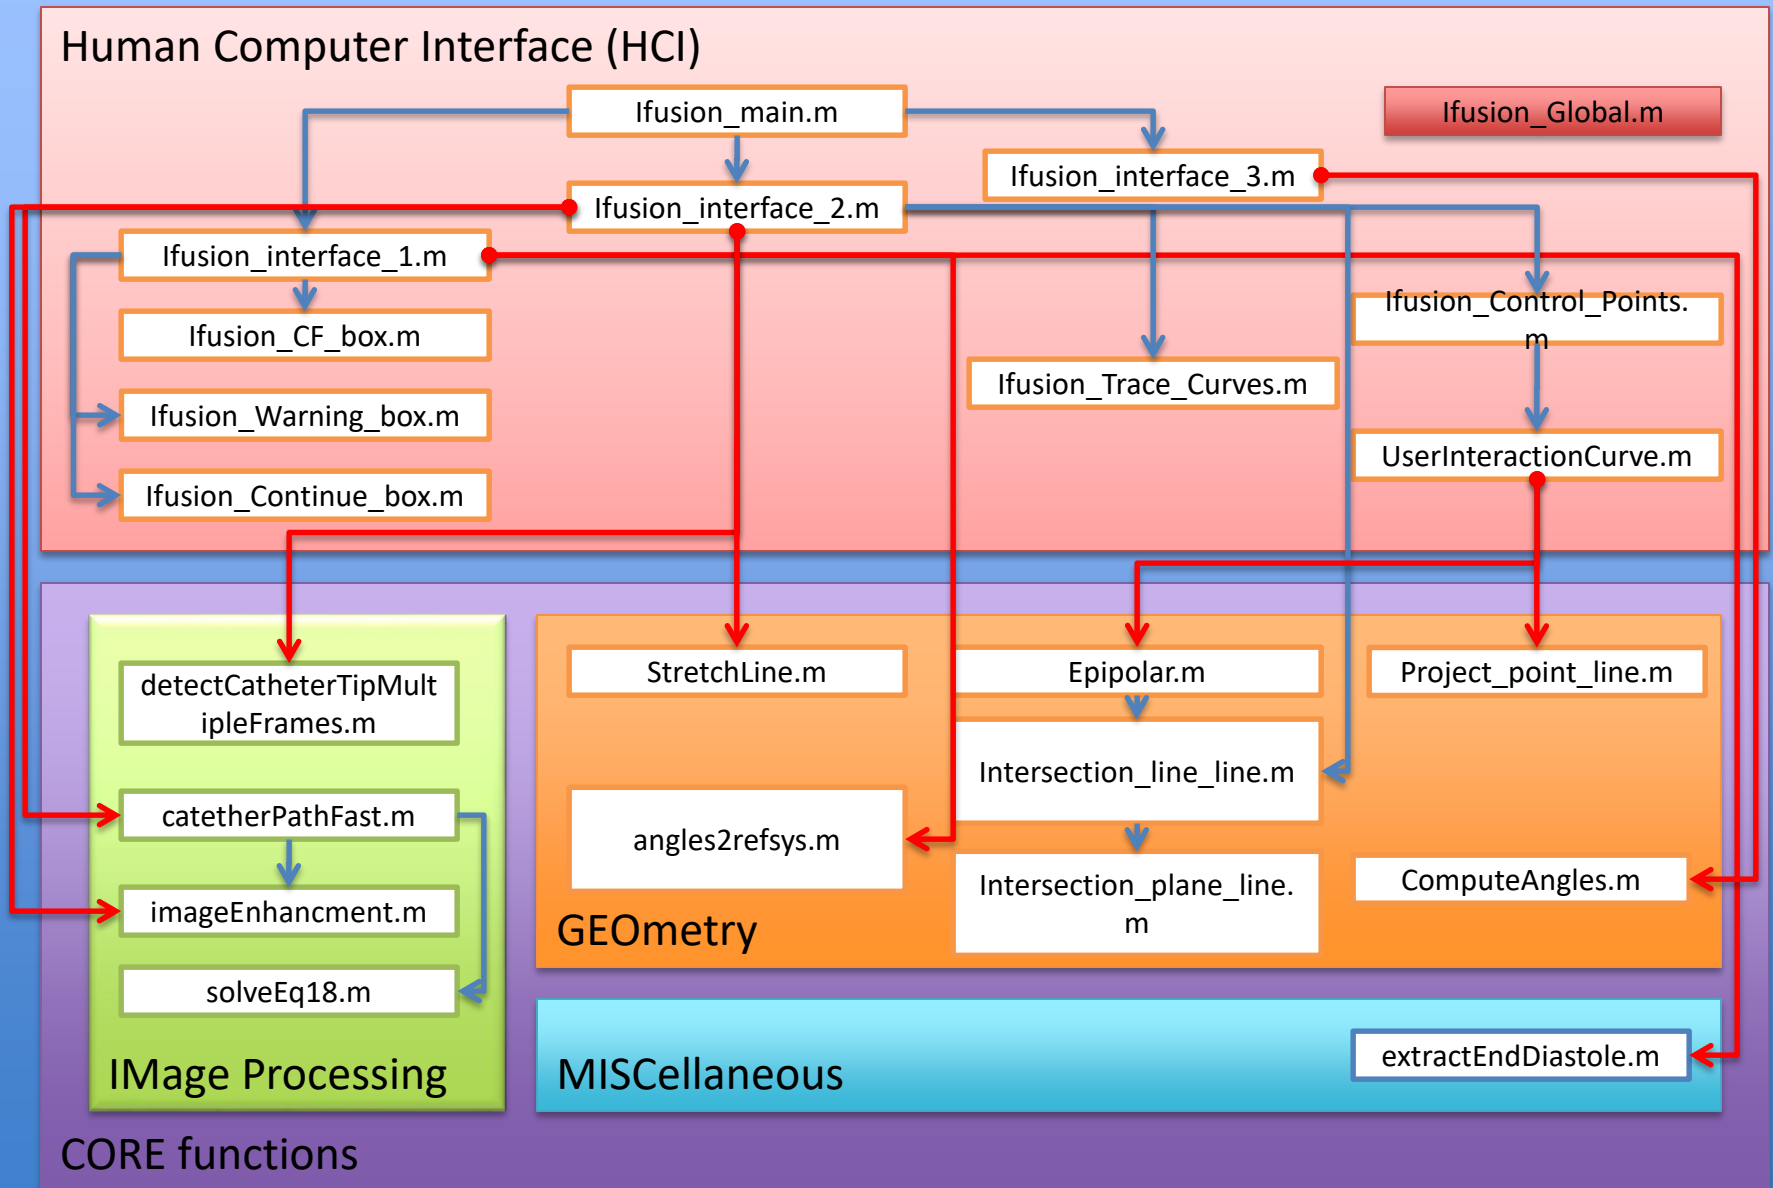 Human Computer Interface (HCI)
Ifusion_main.m
Ifusion_Global.m
Ifusion_interface_3.m
Ifusion_interface_2.m
Ifusion_interface_1.m
Ifusion_Control_Points.
m
Ifusion_CF_box.m
Ifusion_Trace_Curves.m
Ifusion_Warning_box.m
UserInteractionCurve.m
Ifusion_Continue_box.m
detectCatheterTipMult
ipleFrames.m
StretchLine.m
Epipolar.m
Project_point_line.m
Intersection_line_line.m
catetherPathFast.m
angles2refsys.m
ComputeAngles.m
Intersection_plane_line.
m
imageEnhancment.m
GEOmetry
solveEq18.m
extractEndDiastole.m
IMage Processing
MISCellaneous
CORE functions